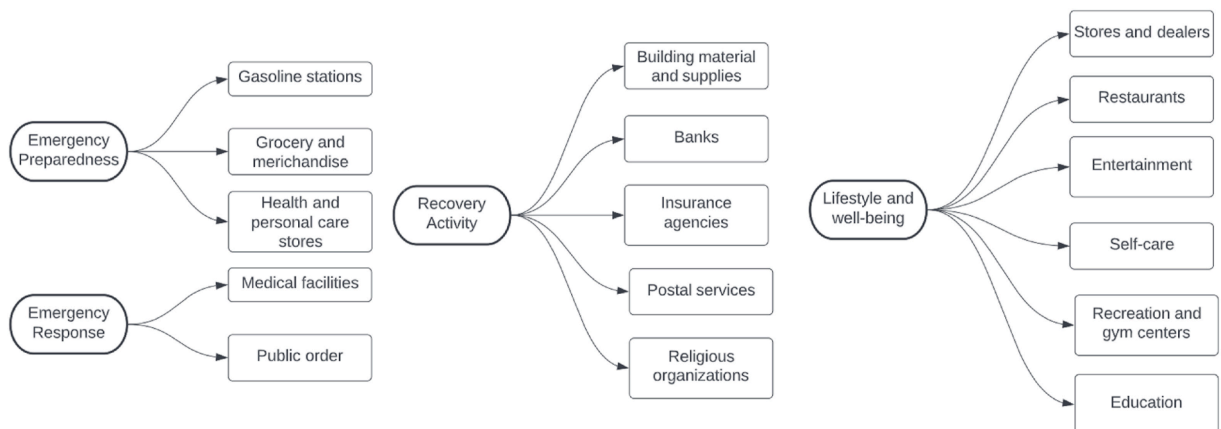 Emergency
Preparedness
Gasoline stations
Grocery and
merichandise
Health and
personal care
stores
Emergency
Response
Medical facilities
Public order
Recovery
Activity
Building material
and supplies
Banks
Insurance
agencies
Postal services
Religious
organizations
Lifestyle and
well-being
Stores and dealers
Restaurants
Entertainment
Self-care
Recreation and
gym centers
Education